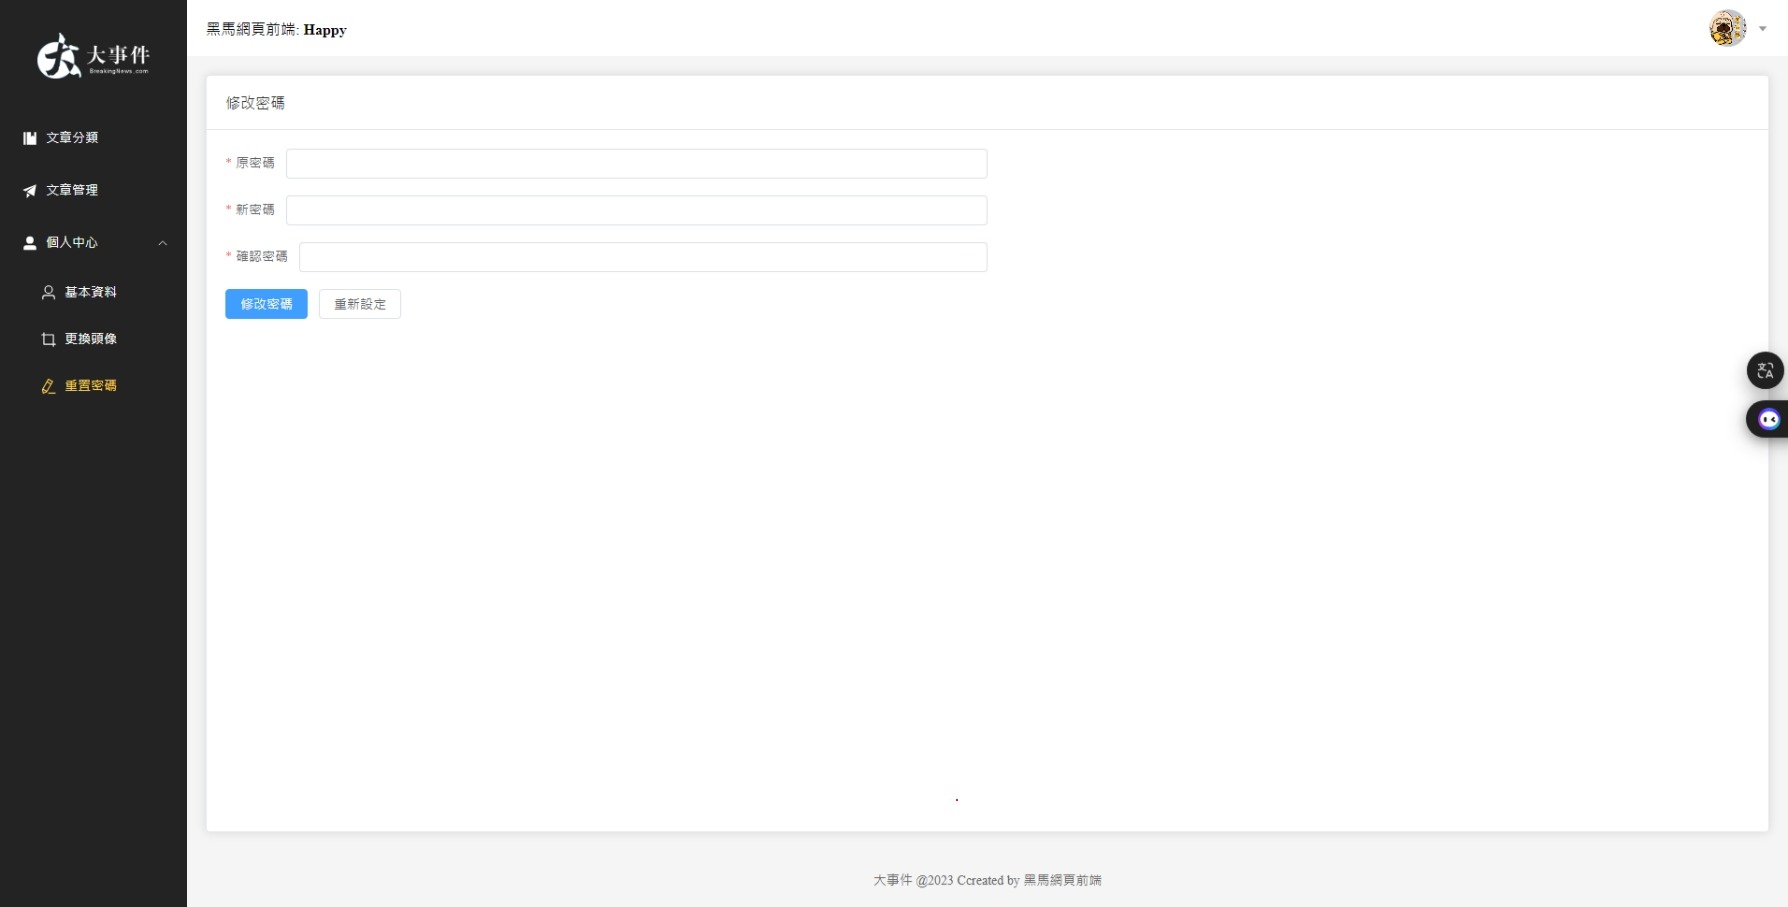 大事件
BreakingNews.com
文章分類
文章管理
個人中心
基本資料
更換頭像
重置密碼
黑馬網頁前端: Happy
修改密碼
* 原密碼
* 新密碼
* 確認密碼
修改密碼 重新設定
大事件 @2023 Ccreated by 黑馬網頁前端